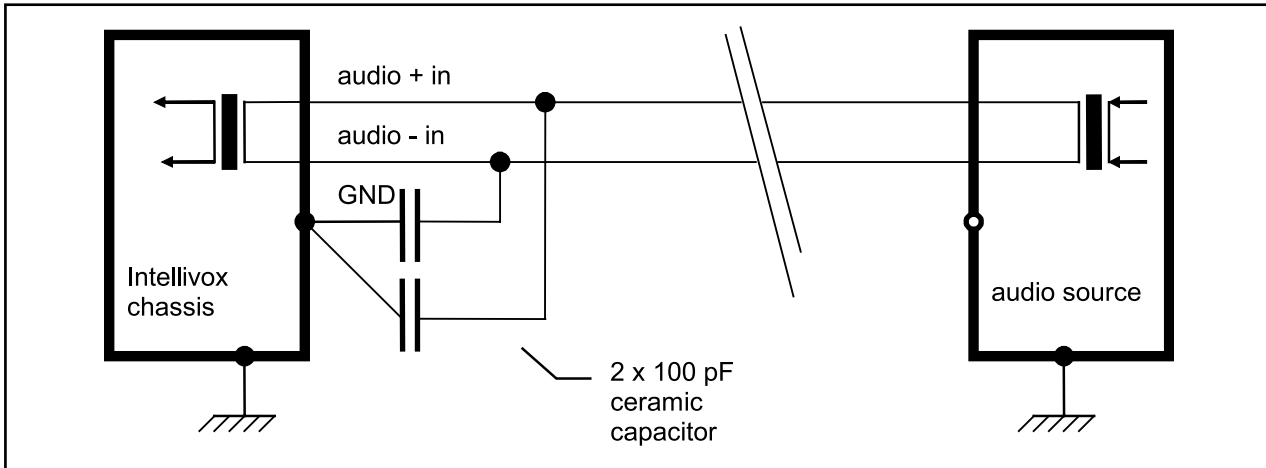 audio + in
audio - in
GND
Intellivox
chassis
audio source
2 x 100 pF
ceramic
capacitor